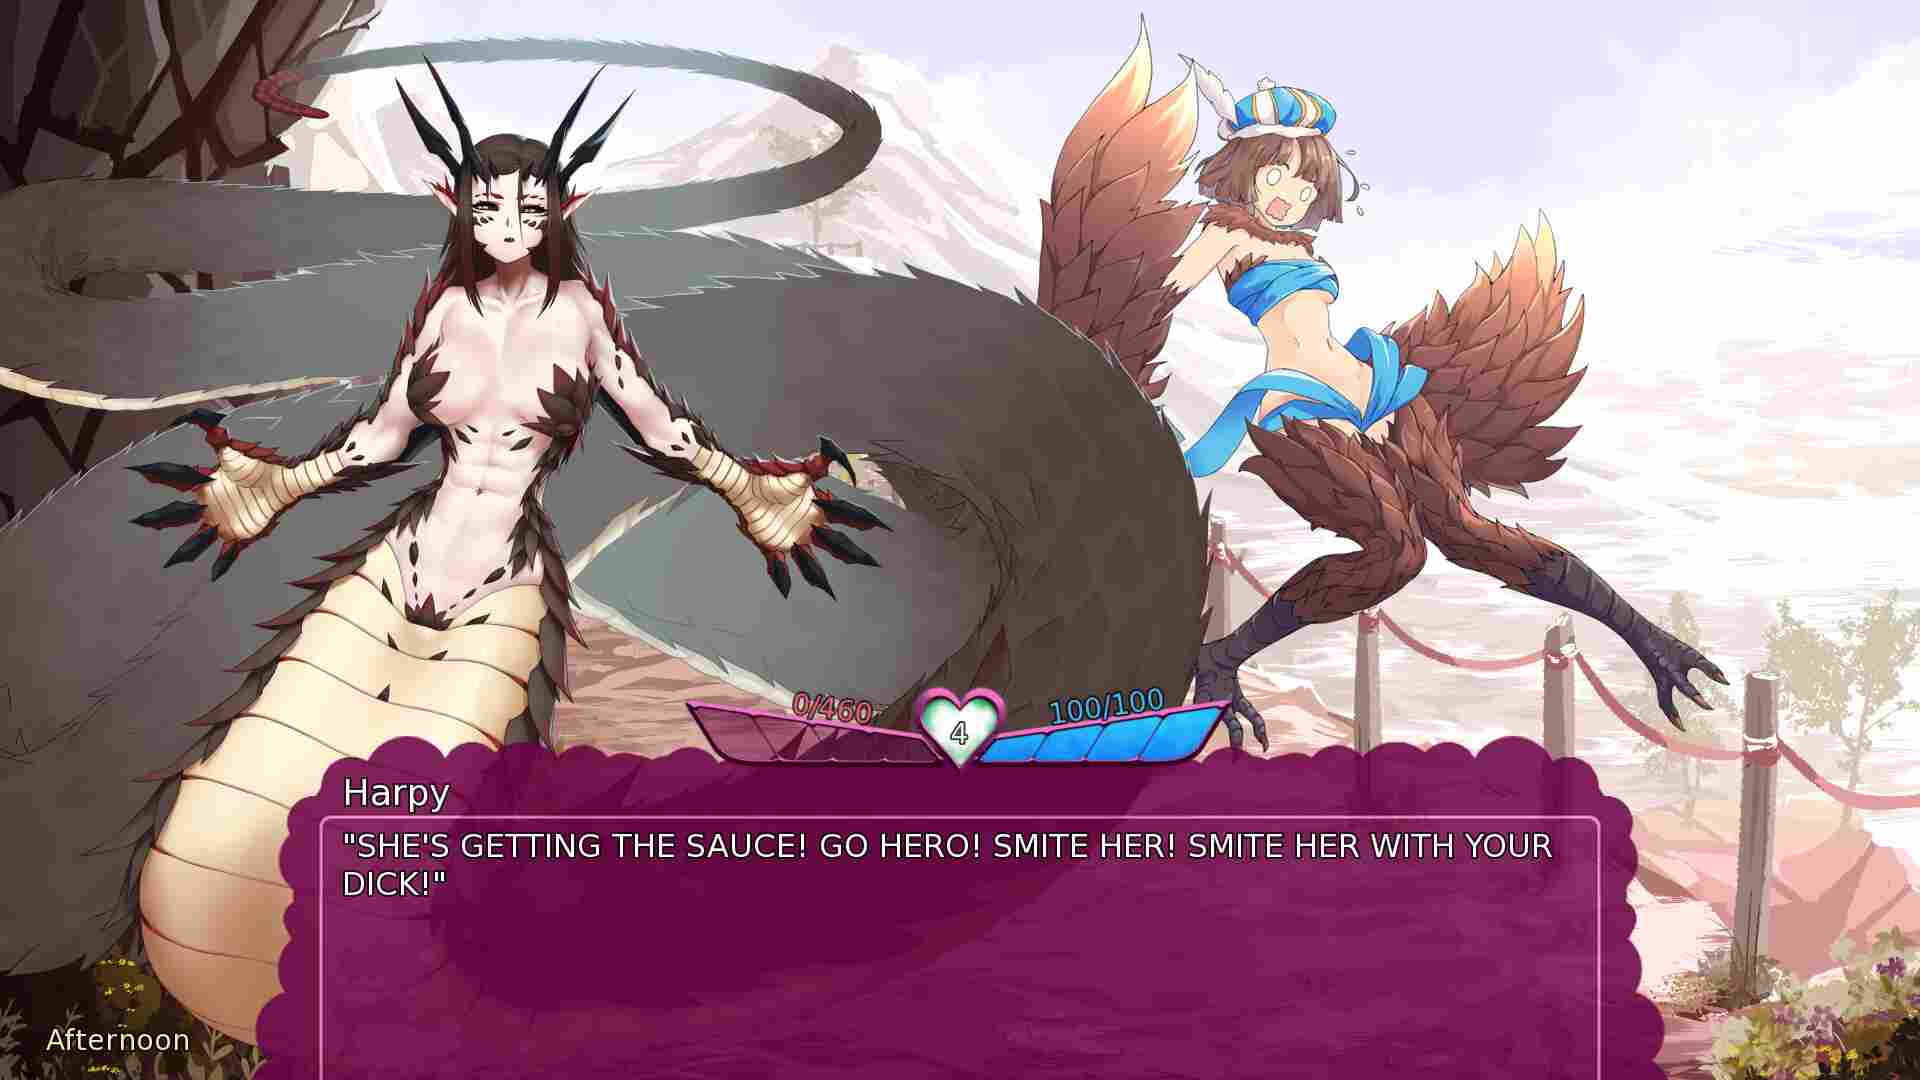 0/460
4
100/100
Harpy
"SHE'S GETTING THE SAUCE! GO HERO! SMITE HER! SMITE HER WITH YOUR
DICK!"
Afternoon